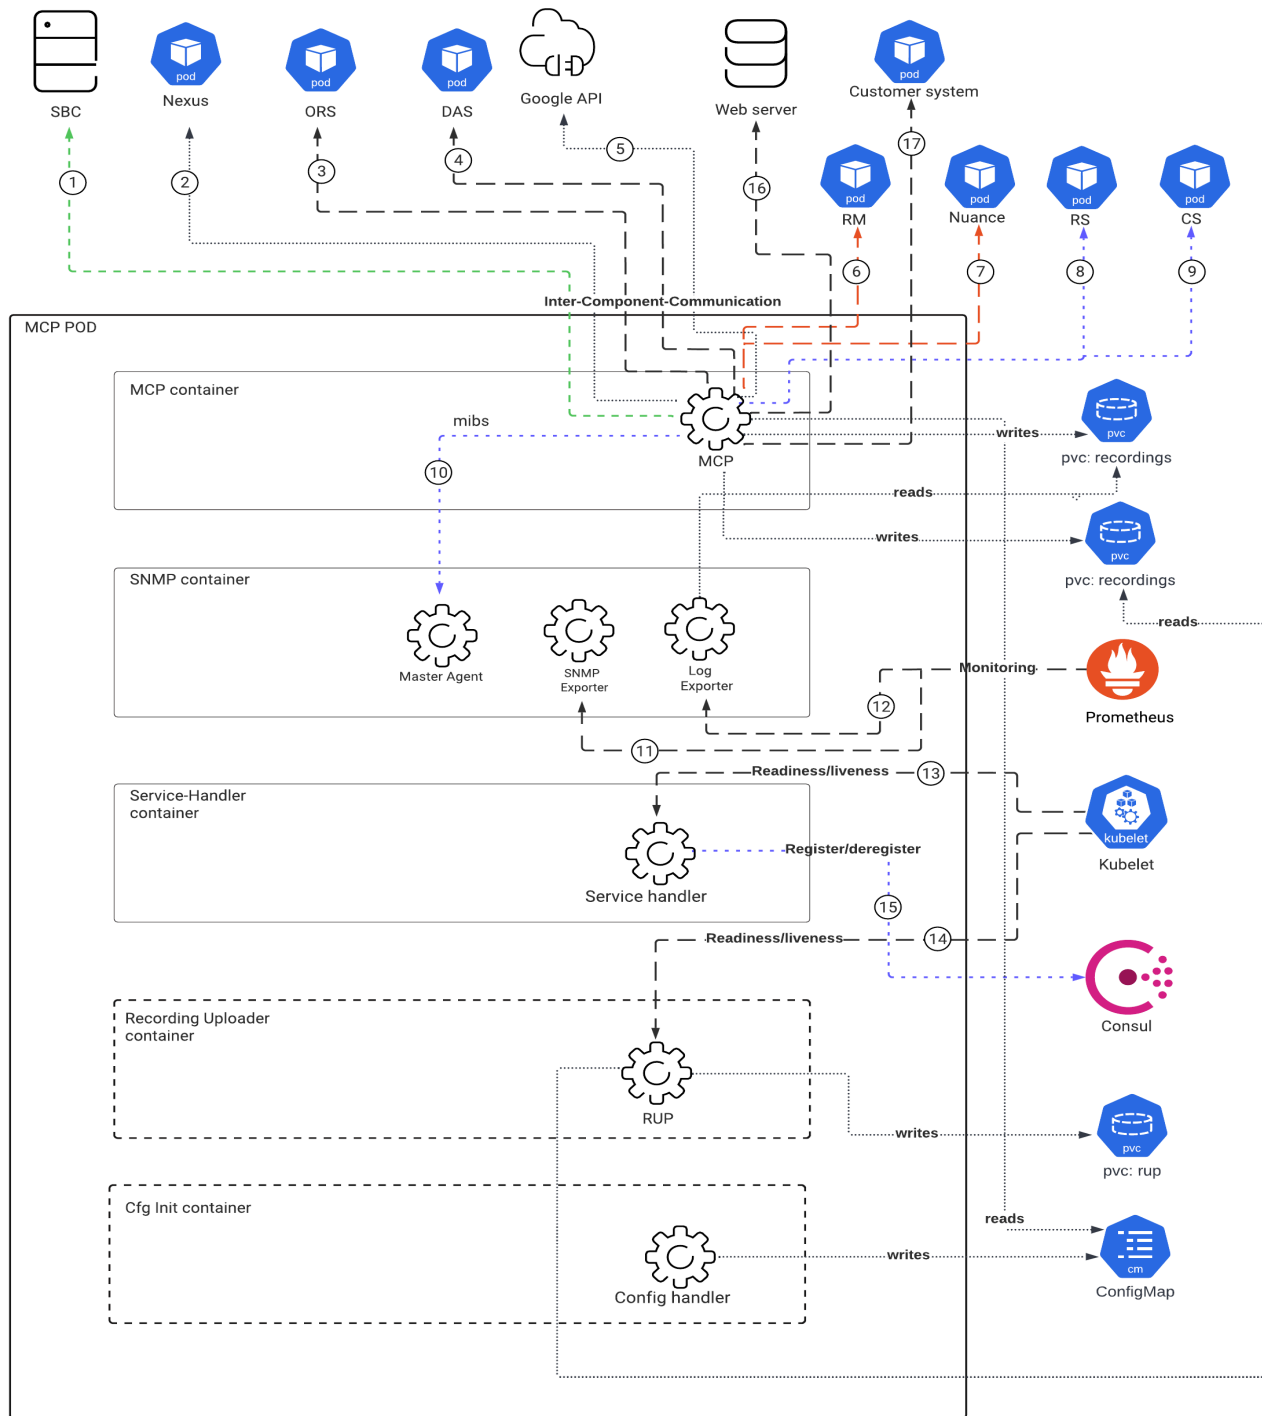 SBC
pod
Nexus
pod
ORS
pod
DAS
Google API
Web server
pod
Customer system
1
2
3
4
5
16
17
pod
RM
pod
Nuance
pod
RS
pod
CS
6
7
8
9
Inter-Component-Communication
MCP POD
MCP container
mibs
10
MCP
writes
pvc
pvc: recordings
reads
writes
pvc
pvc: recordings
reads
SNMP container
Master Agent
SNMP
Exporter
Log
Exporter
Monitoring
12
11
Prometheus
Readiness/liveness
13
Service-Handler
container
Service handler
Register/deregister
kubelet
Kubelet
15
Readiness/liveness
14
Consul
Recording Uploader
container
RUP
writes
pvc
pvc: rup
Cfg Init container
Config handler
reads
writes
cm
ConfigMap